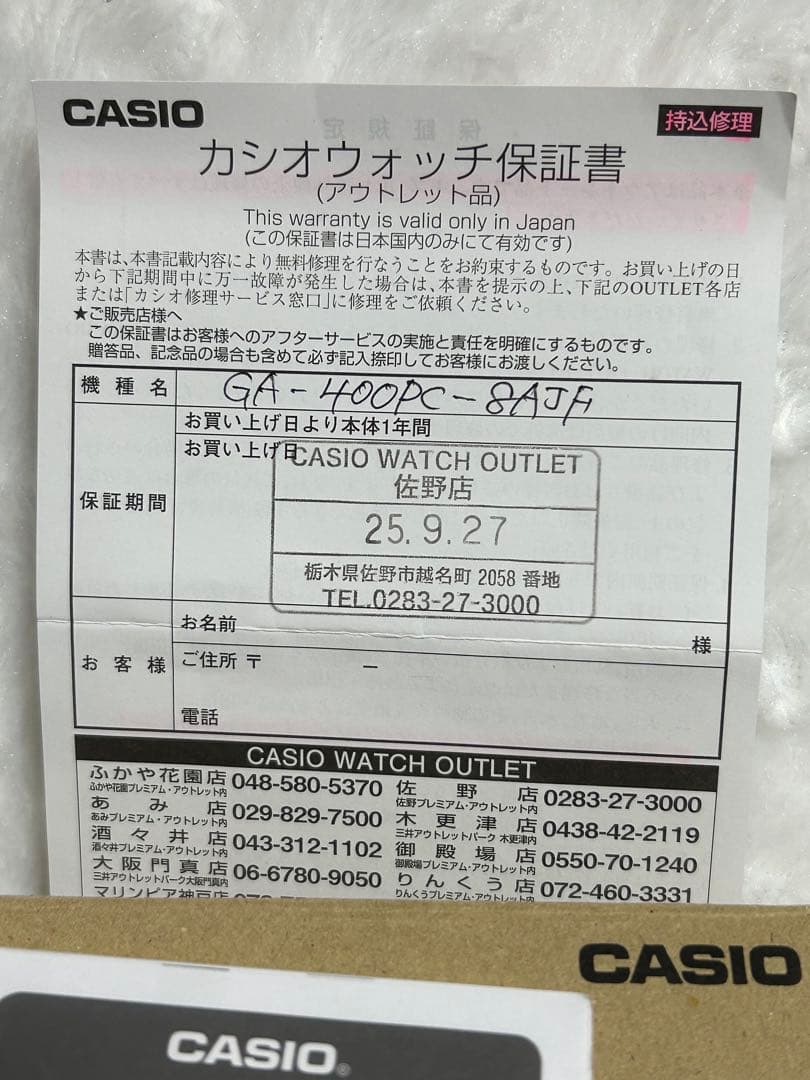 CASIO
持込修理
カシオウォッチ保証書
(アウトレット品)
This warranty is valid only in Japan
(この保証書は日本国内のみにて有効です)
本書は、本書記載内容により無料修理を行なうことをお約束するものです。お買い上げの日
から下記期間中に万一故障が発生した場合は、本書を提示の上、下記のOUTLET各店
または「カシオ修理サービス窓口」に修理をご依頼ください。
★ご販売店様へ
この保証書はお客様へのアフターサービスの実施と責任を明確にするものです。
贈答品、記念品の場合も含めて必ず記入捺印してお客様にお渡しください。
機種名 GA-400PC-8AJF
保証期間
お買い上げ日より本体1年間
お買い上げ日
CASIO WATCH OUTLET
佐野店
25.9.27
栃木県佐野市越名町 2058 番地
TEL.0283-27-3000
お客様
お名前 様
ご住所 〒 －
電話
CASIO WATCH OUTLET
ふかや花園店 048-580-5370
ふかや花園プレミアム・アウトレット内
佐野店 0283-27-3000
佐野プレミアム・アウトレット内
あみ店 029-829-7500
あみプレミアム・アウトレット内
木更津店 0438-42-2119
三井アウトレットパーク 木更津内
酒々井店 043-312-1102
酒々井プレミアム・アウトレット内
御殿場店 0550-70-1240
御殿場プレミアム・アウトレット内
大阪門真店 06-6780-9050
三井アウトレットパーク大阪門真内
りんくう店 072-460-3331
りんくうプレミアム・アウトレット内
マリンピア神戸店
CASIO
CASIO®